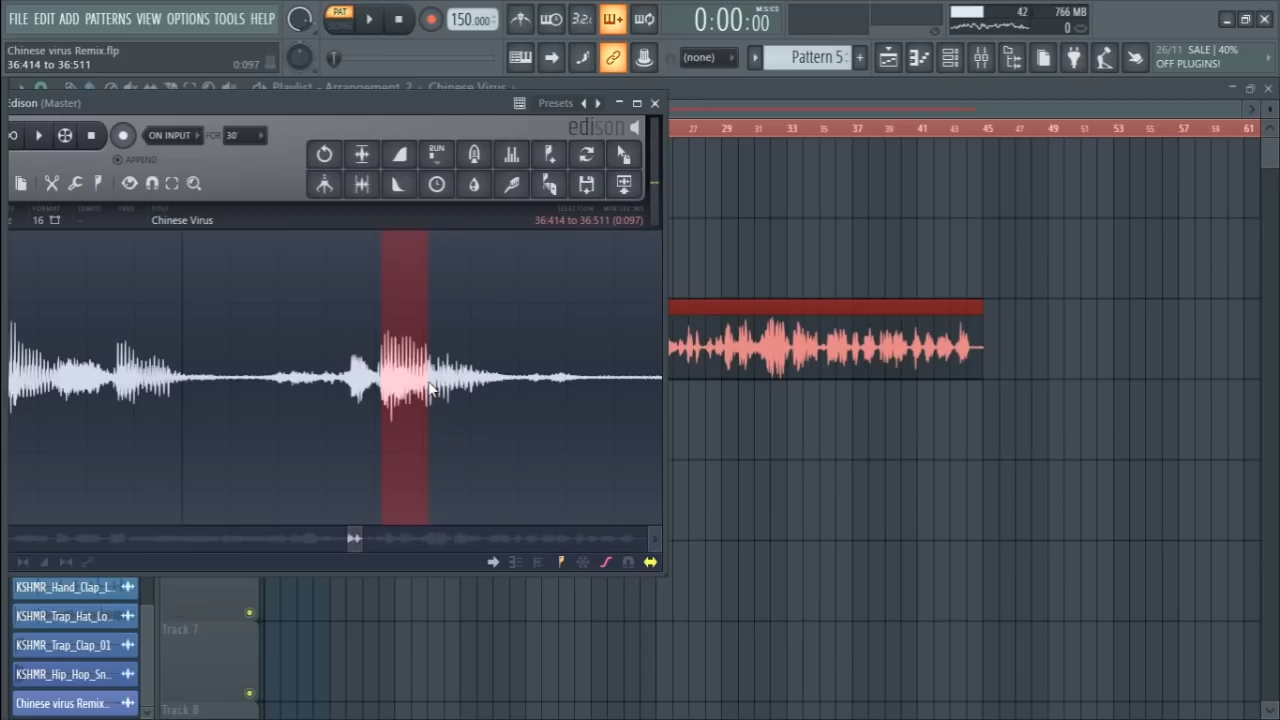 FILE EDIT ADD PATTERNS VIEW OPTIONS TOOLS HELP
PAT
150.000
3.2
0:00:00
M:S:CS
42
766 MB
0
Chinese virus Remix.flp
36:414 to 36:511
0:097
(none)
Pattern 5
26/11 SALE | 40%
OFF PLUGINS!
Playlist - Arrangement 2 Chinese Virus
Edison (Master)
Presets
27 29 31 33 35 37 39 41 43 45 49 51 53 55 57 59 61
ON INPUT
FOR
30'
edison
APPEND
RUN
FORMAT
TEMPO
TITLE
SELECTION
MIN:SEC:MS
16
Chinese Virus
36:414 to 36:511 (0:097)
KSHMR_Hand_Clap_L..
KSHMR_Trap_Hat_Lo..
Track 7
KSHMR_Trap_Clap_01
KSHMR_Hip_Hop_Sn..
Chinese virus Remix..
Track 8